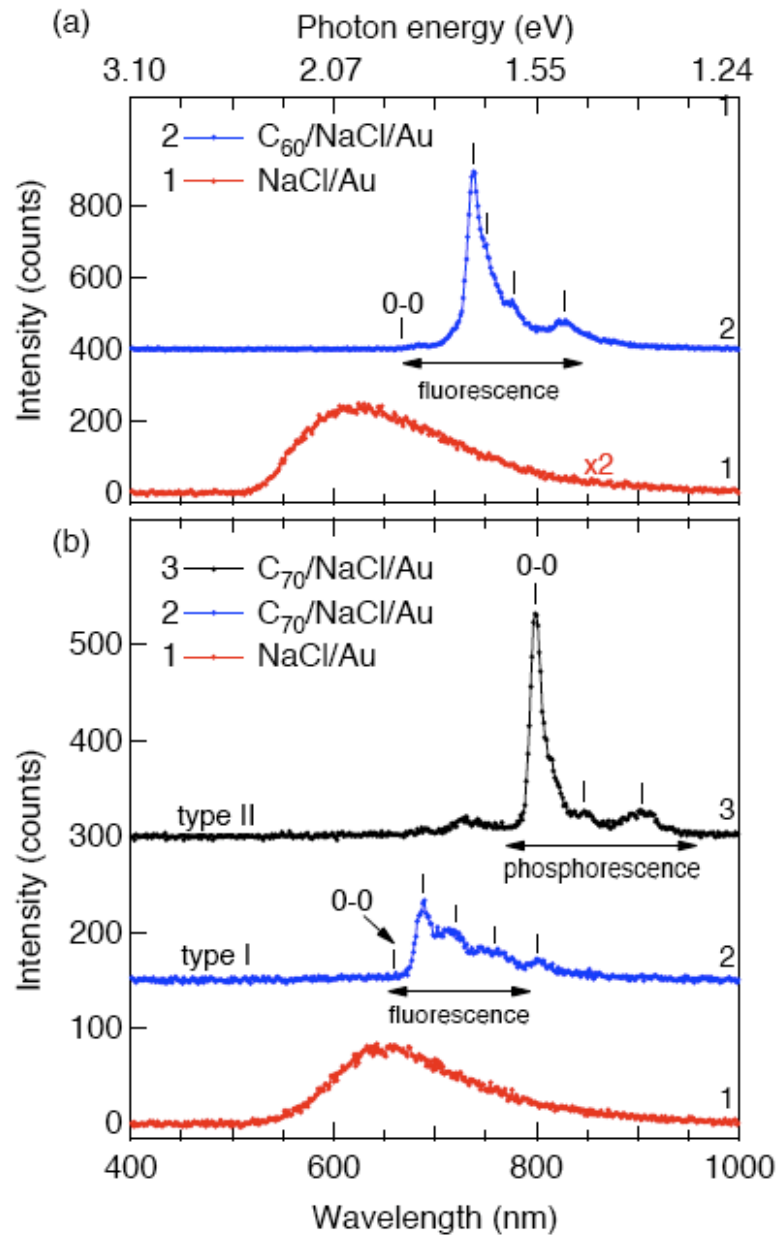 (a)
Photon energy (eV)
3.10 2.07 1.55 1.24
1
2 C₆₀/NaCl/Au
1 NaCl/Au
Intensity (counts)
800
600
400
200
0
0-0
fluorescence
2
x2
1
(b)
3 C₇₀/NaCl/Au
2 C₇₀/NaCl/Au
1 NaCl/Au
0-0
Intensity (counts)
500
400
300
200
100
0
type II
3
phosphorescence
0-0
type I
2
fluorescence
1
400 600 800 1000
Wavelength (nm)